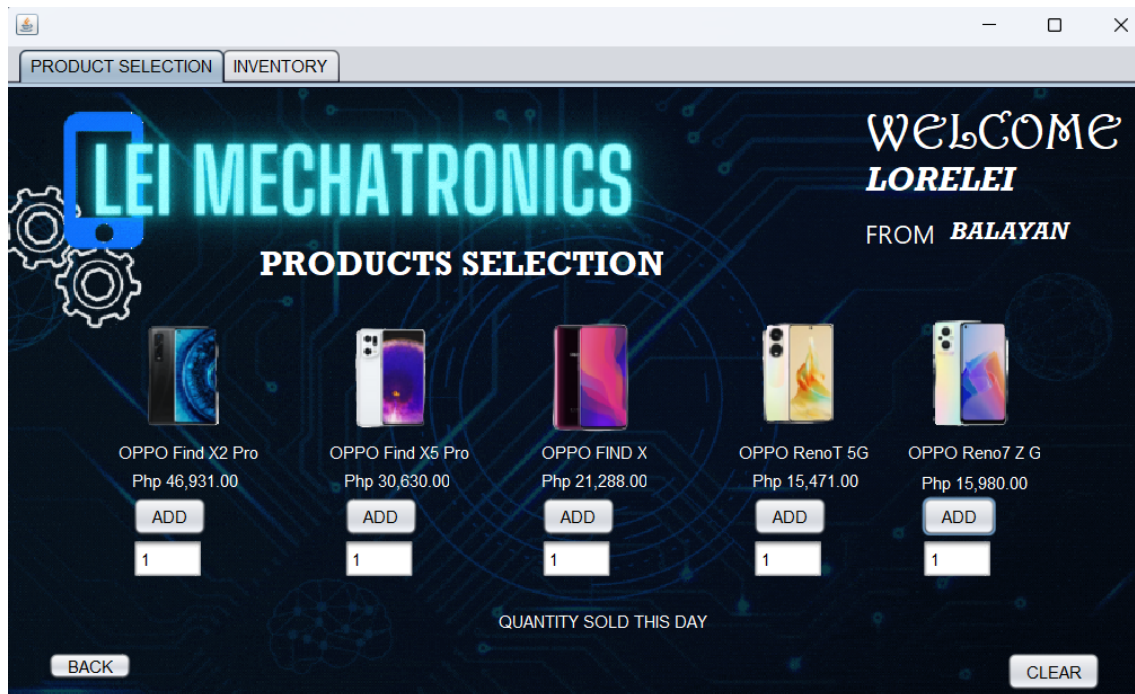 PRODUCT SELECTION INVENTORY
LEI MECHATRONICS
WELCOME
LORELEI
FROM BALAYAN
PRODUCTS SELECTION
OPPO Find X2 Pro OPPO Find X5 Pro OPPO FIND X OPPO RenoT 5G OPPO Reno7 Z G
Php 46,931.00 Php 30,630.00 Php 21,288.00 Php 15,471.00 Php 15,980.00
ADD ADD ADD ADD ADD
1 1 1 1 1
QUANTITY SOLD THIS DAY
BACK CLEAR